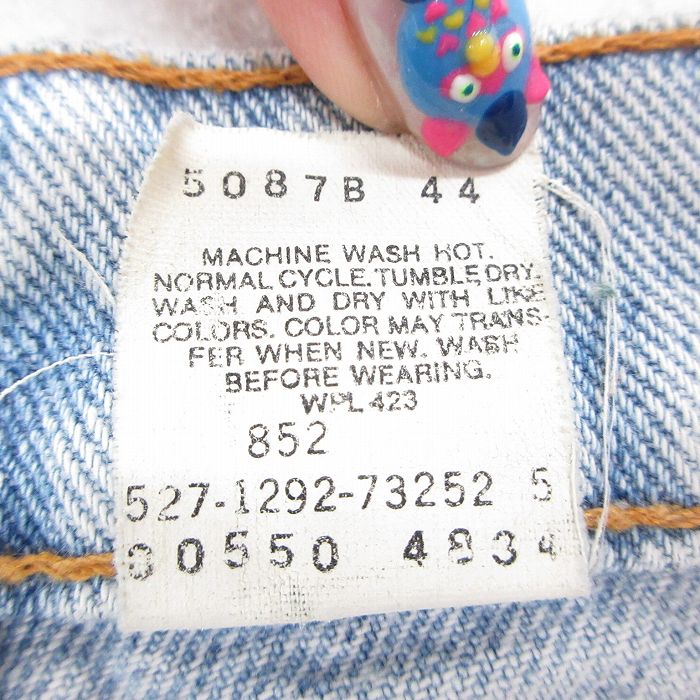 5087B 44
MACHINE WASH HOT.
NORMAL CYCLE. TUMBLE DRY.
WASH AND DRY WITH LIKE
COLORS. COLOR MAY TRANS-
FER WHEN NEW. WASH
BEFORE WEARING.
WPL 423
852
527-1292-73252 5
00550 4834